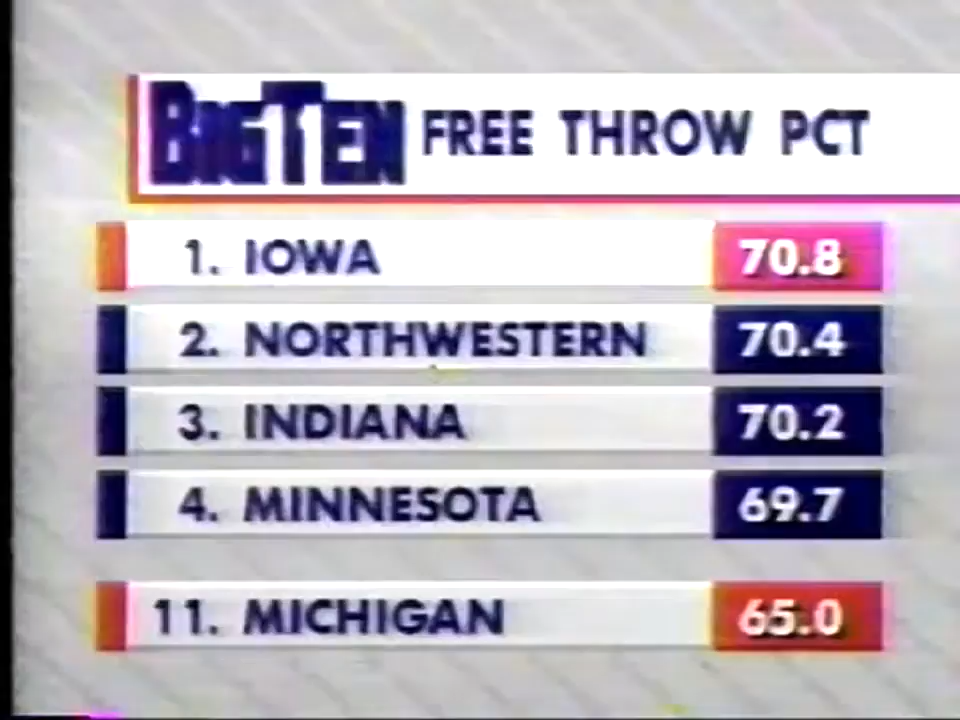 BIG TEN FREE THROW PCT
1. IOWA 70.8
2. NORTHWESTERN 70.4
3. INDIANA 70.2
4. MINNESOTA 69.7
11. MICHIGAN 65.0